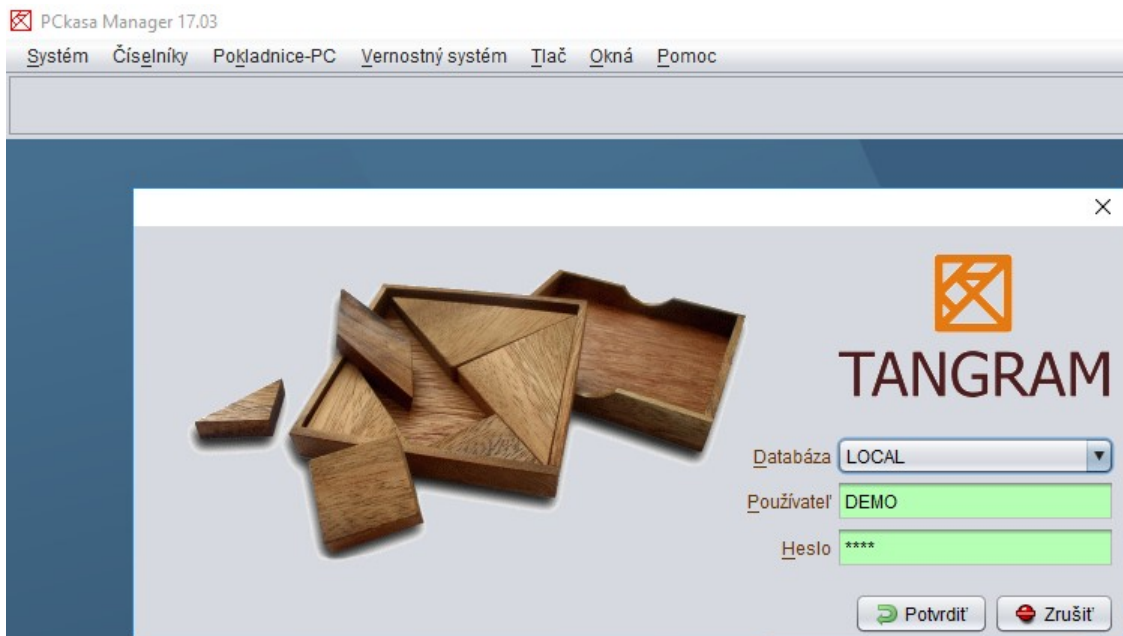 PCkasa Manager 17.03
Systém Číselníky Pokladnice-PC Vernostný systém Tlač Okná Pomoc
TANGRAM
Databáza LOCAL
Používateľ DEMO
Heslo ****
Potvrdiť Zrušiť